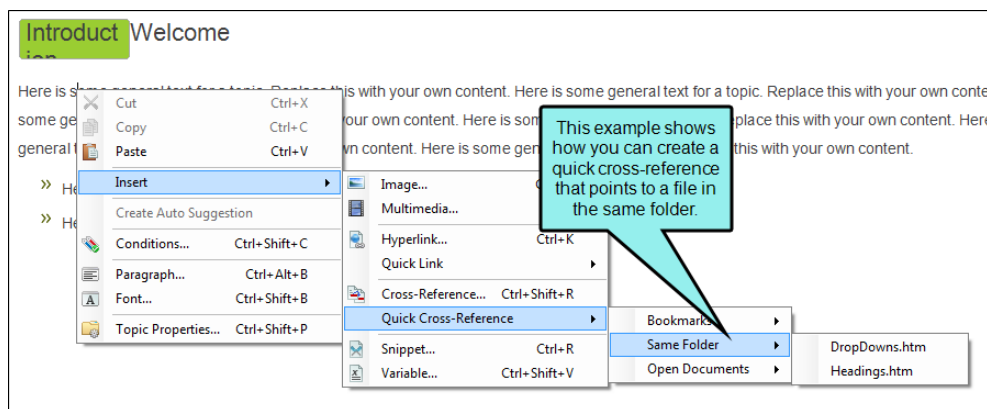 Introduct Welcome
ion
Here is some general text for a topic. Replace this with your own content. Here is some general text for a topic. Replace this with your own conte
some ge your own content. Here is som place this with your own content. Here
general t wn content. Here is some gen this with your own content.
» He
» He
Cut Ctrl+X
Copy Ctrl+C
Paste Ctrl+V
Insert
Create Auto Suggestion
Conditions... Ctrl+Shift+C
Paragraph... Ctrl+Alt+B
Font... Ctrl+Shift+B
Topic Properties... Ctrl+Shift+P
Image...
Multimedia...
Hyperlink... Ctrl+K
Quick Link
Cross-Reference... Ctrl+Shift+R
Quick Cross-Reference
Snippet... Ctrl+R
Variable... Ctrl+Shift+V
This example shows
how you can create a
quick cross-reference
that points to a file in
the same folder.
Bookmarks
Same Folder
Open Documents
DropDowns.htm
Headings.htm